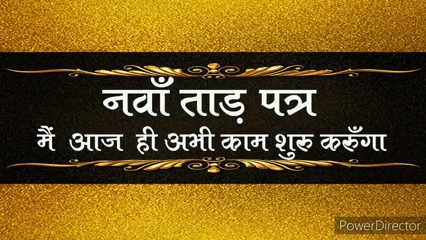 नवाँ ताड़ पत्र
मैं आज ही अभी काम शुरु करुँगा
PowerDirector